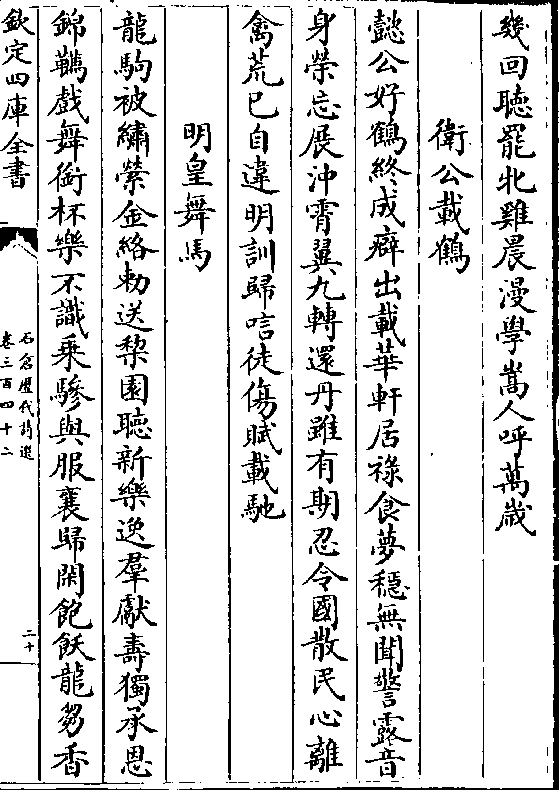 幾回聽罷牝雞晨漫學嵩人呼萬歳
衛公載鶴
懿公好鶴終成癖出載華軒居祿食夢穩無聞警露音
身榮忘展沖霄翼九轉還丹雖有期忍令國散民心離
禽荒已自違明訓歸唁徒傷賦載馳
明皇舞馬
龍駒被繡縈金絡勅送棃園聽新樂逸羣獻壽獨承恩
錦韉戲舞銜杯樂不識乗驂與服襄歸閑飽飫龍芻香
欽定四庫全書
石倉歴代詩選
卷三百四十二
二十